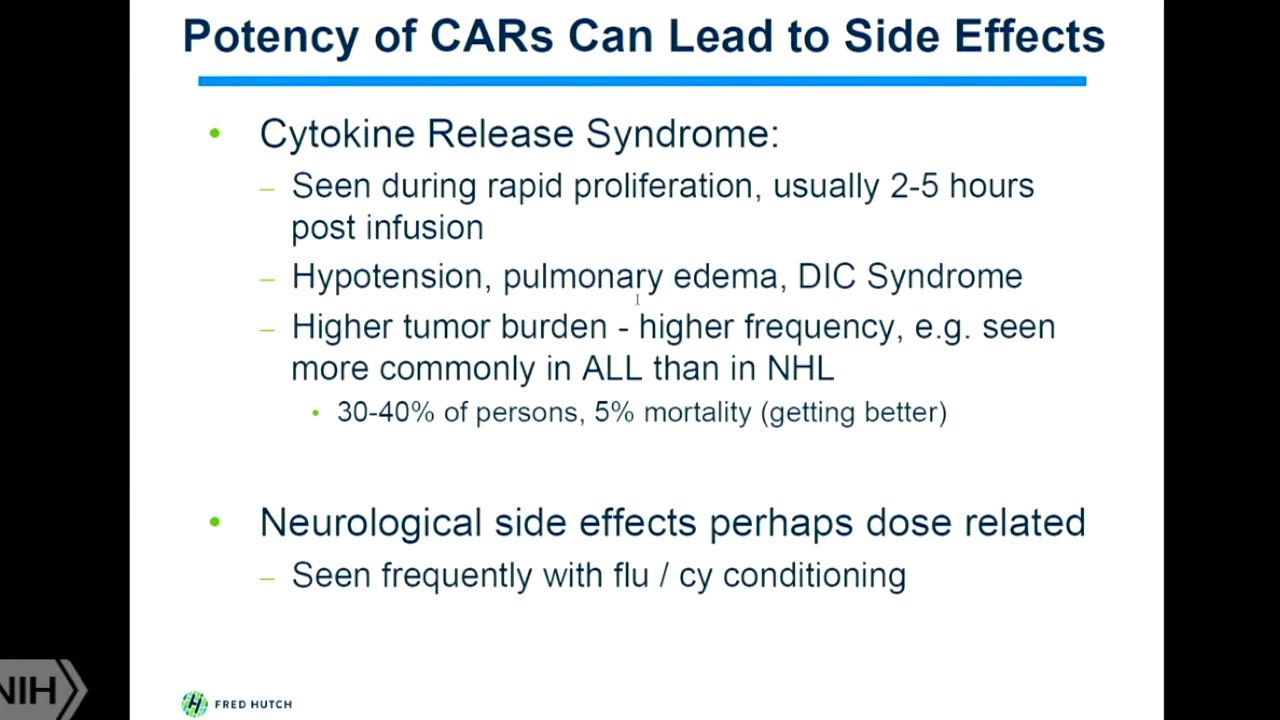 Potency of CARs Can Lead to Side Effects
• Cytokine Release Syndrome:
– Seen during rapid proliferation, usually 2-5 hours
post infusion
– Hypotension, pulmonary edema, DIC Syndrome
– Higher tumor burden - higher frequency, e.g. seen
more commonly in ALL than in NHL
• 30-40% of persons, 5% mortality (getting better)
• Neurological side effects perhaps dose related
– Seen frequently with flu / cy conditioning
NIH
FRED HUTCH